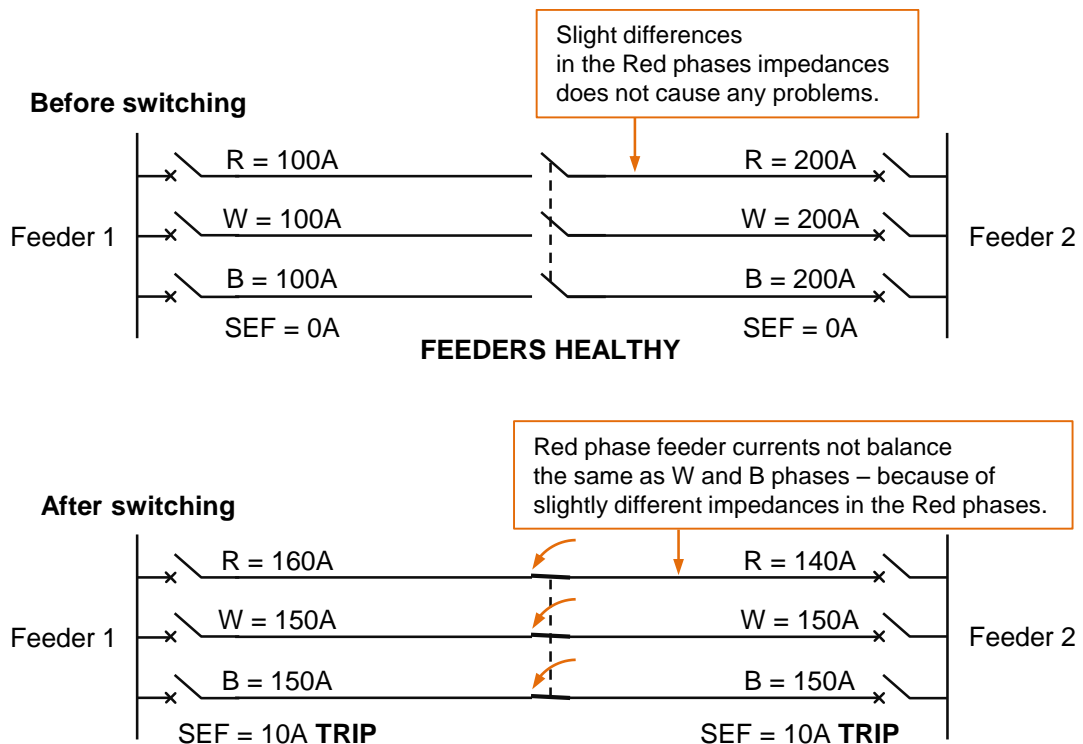 Slight differences
in the Red phases impedances
does not cause any problems.
Before switching
R = 100A
R = 200A
W = 100A
W = 200A
Feeder 1
Feeder 2
B = 100A
B = 200A
SEF = 0A
SEF = 0A
FEEDERS HEALTHY
Red phase feeder currents not balance
the same as W and B phases – because of
slightly different impedances in the Red phases.
After switching
R = 160A
R = 140A
W = 150A
W = 150A
Feeder 1
Feeder 2
B = 150A
B = 150A
SEF = 10A TRIP
SEF = 10A TRIP